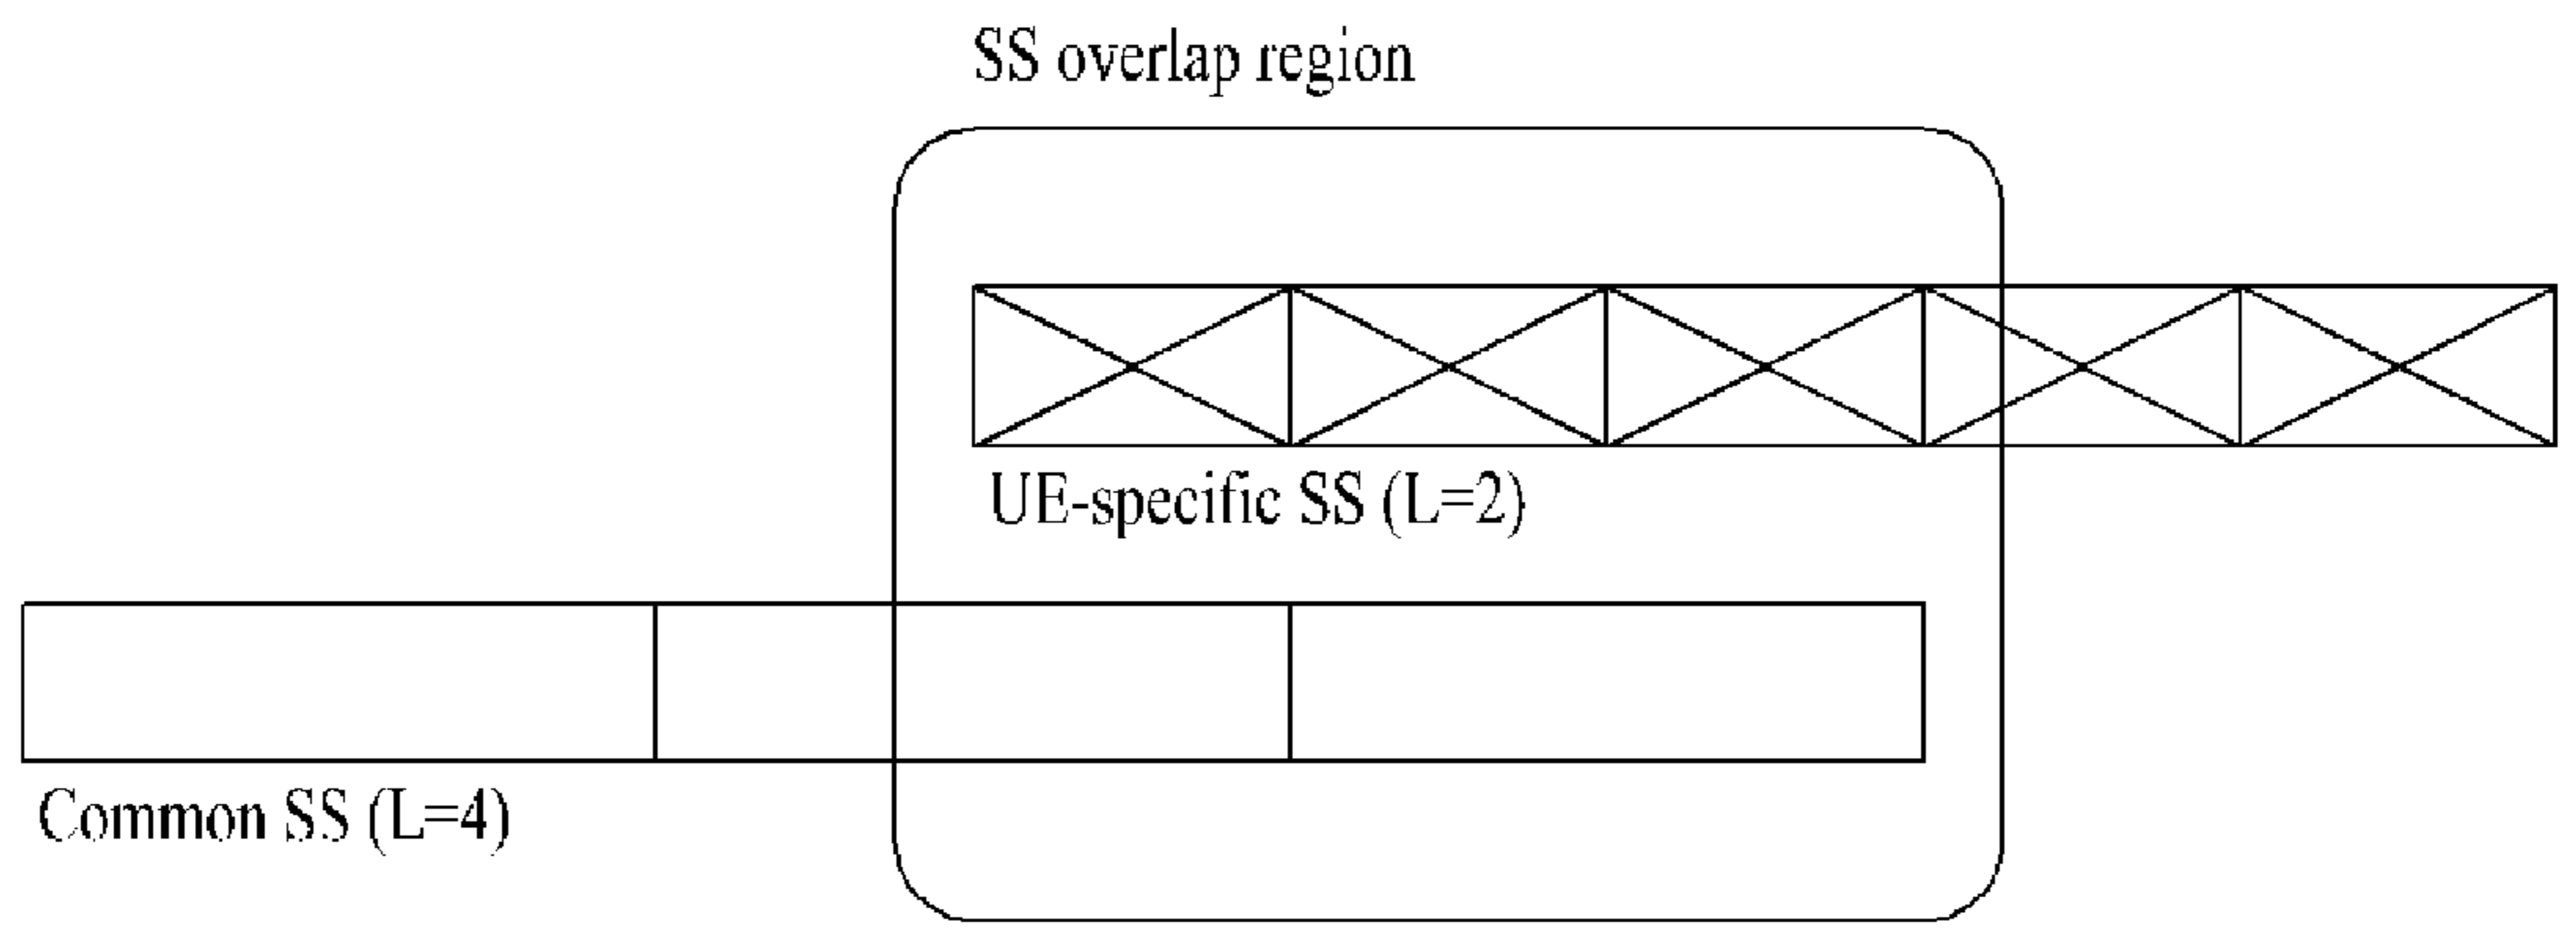 SS overlap region
UE-specific SS (L=2)
Common SS (L=4)